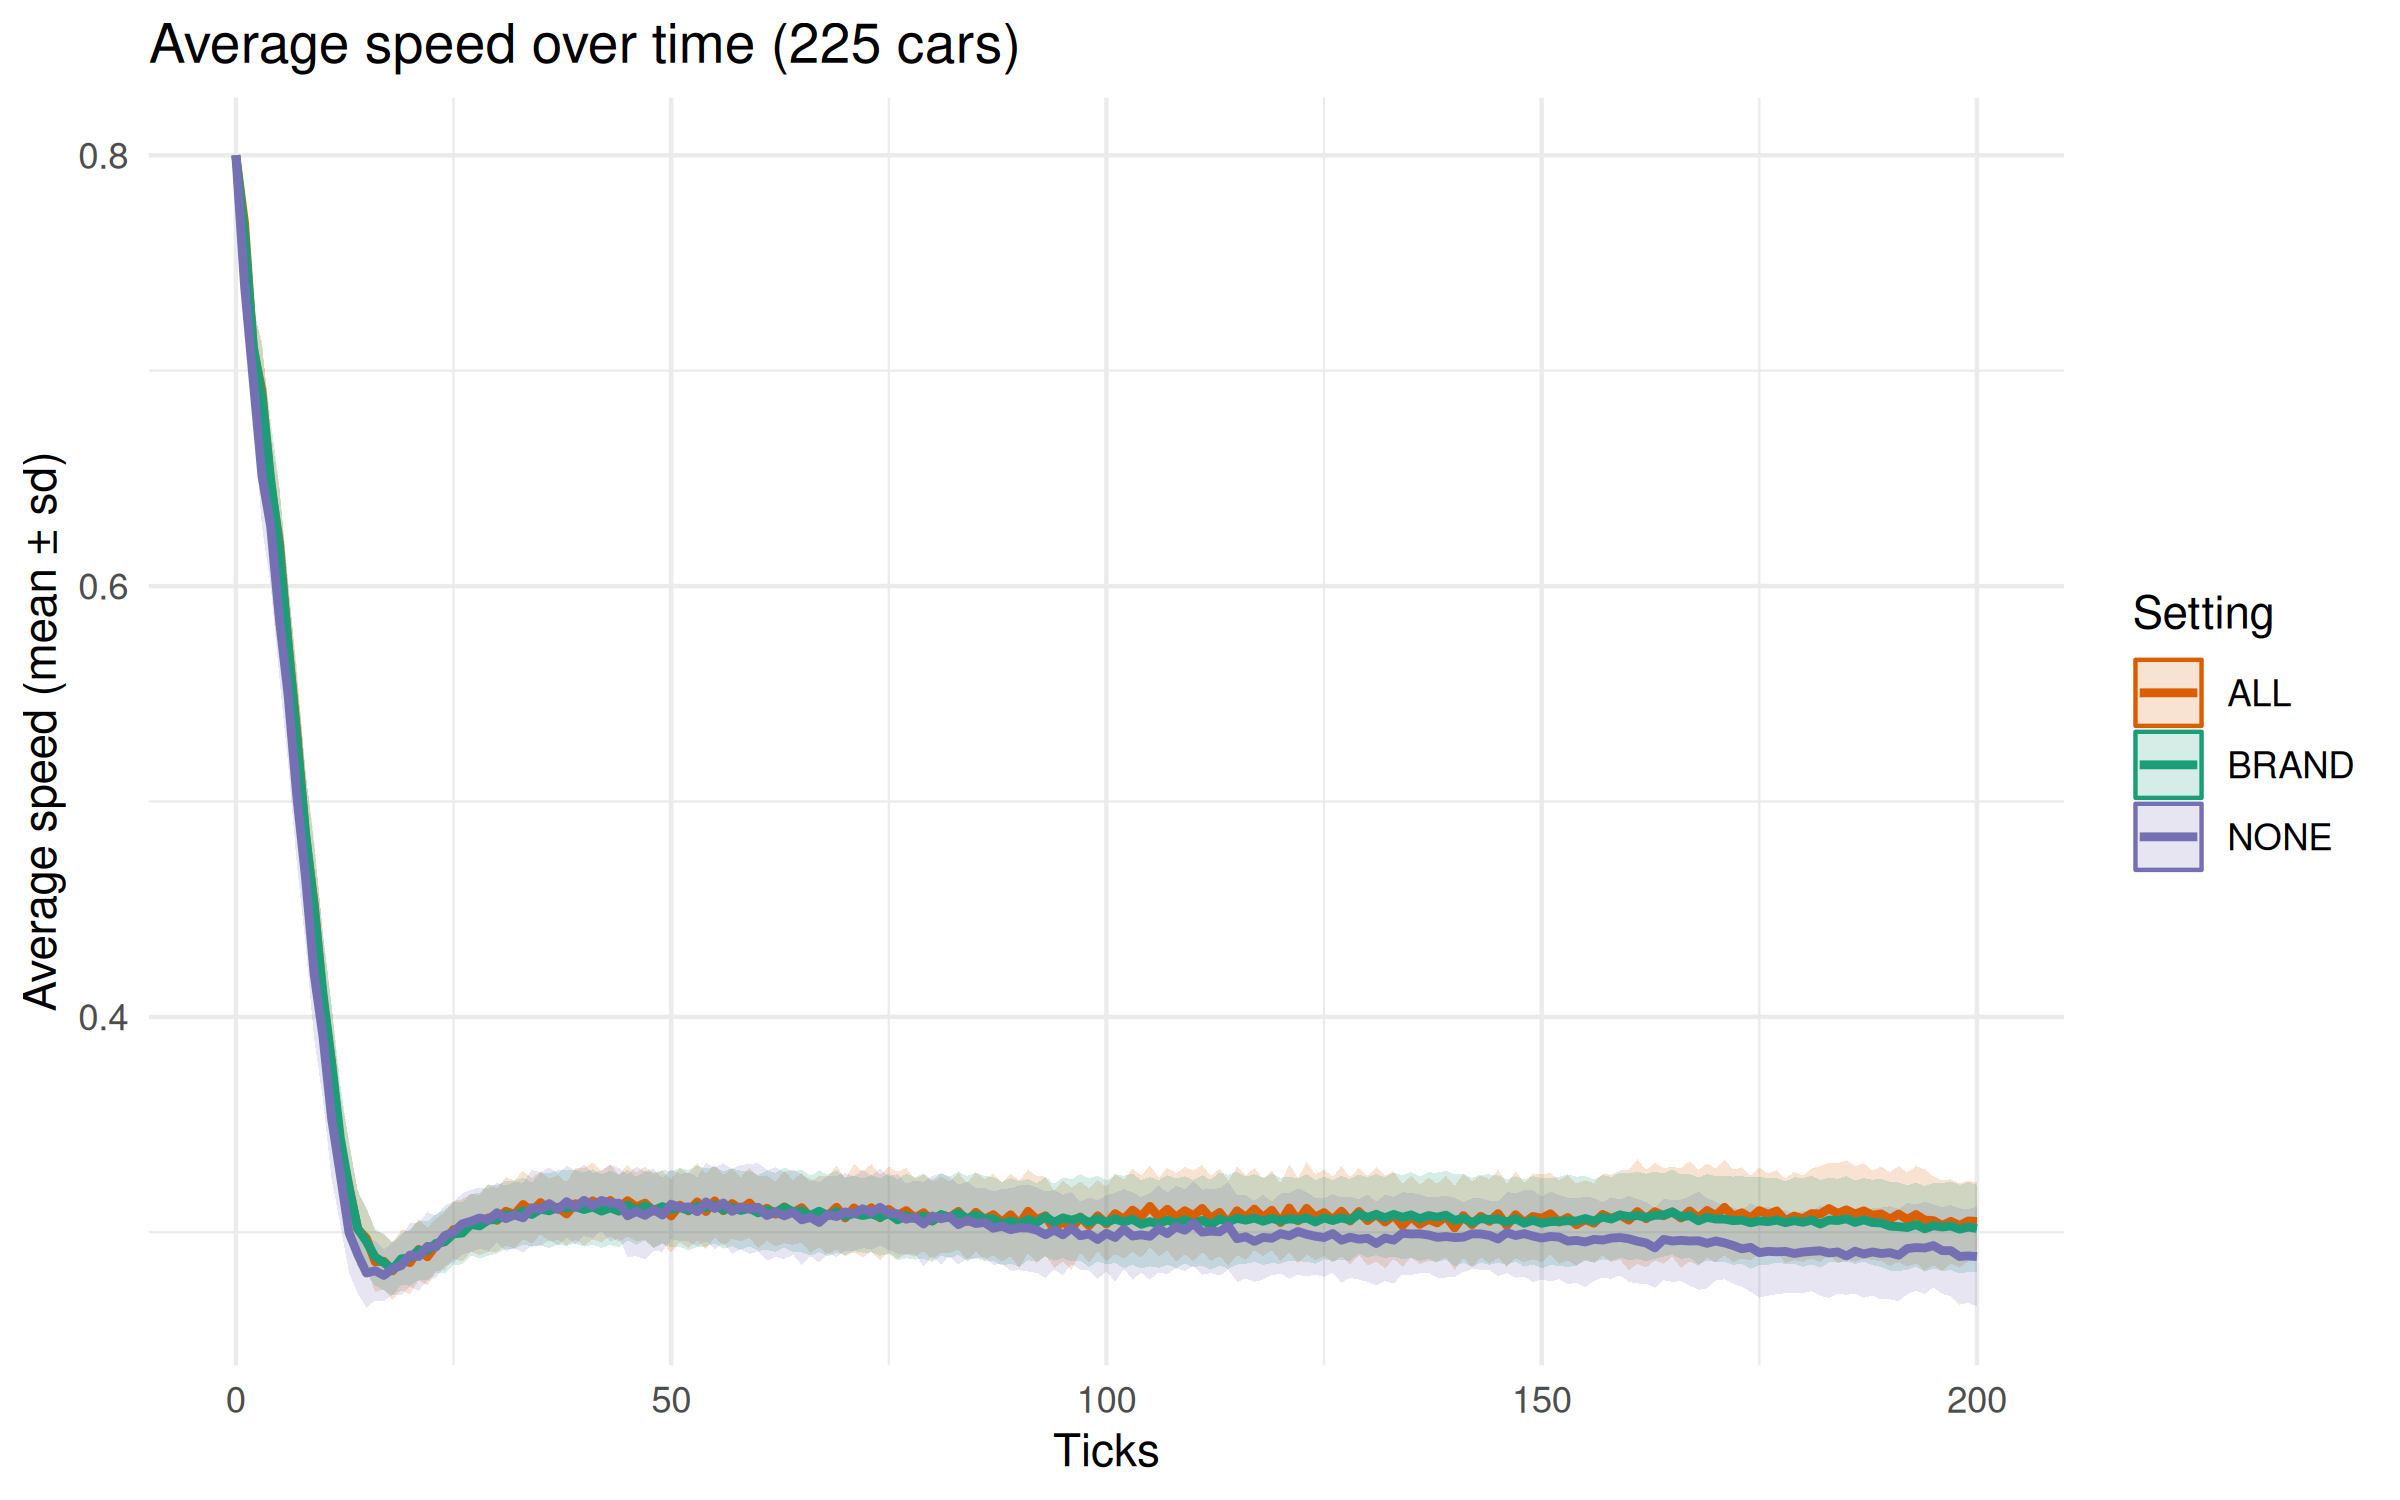 Average speed over time (225 cars)
Average speed (mean ± sd)
0.8
0.6
0.4
0 50 100 150 200
Ticks
Setting
ALL
BRAND
NONE